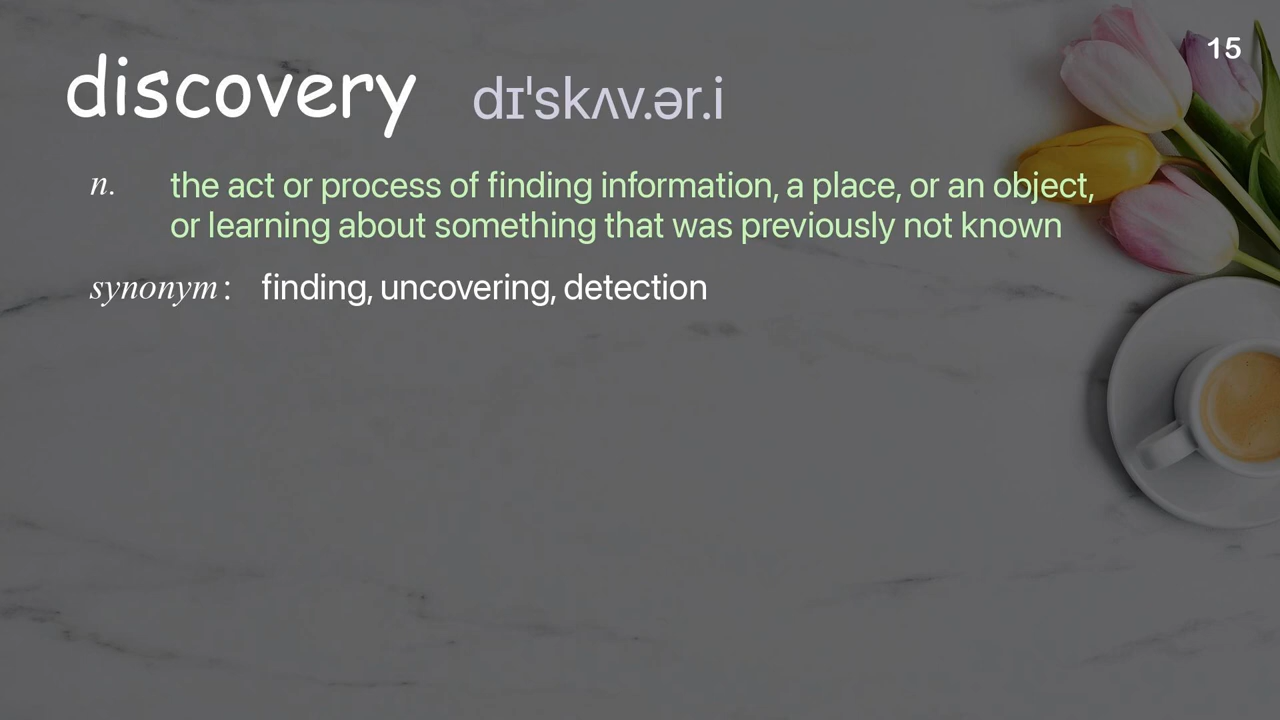 15
discovery dɪˈskʌv.ər.i
n. the act or process of finding information, a place, or an object,
or learning about something that was previously not known
synonym: finding, uncovering, detection